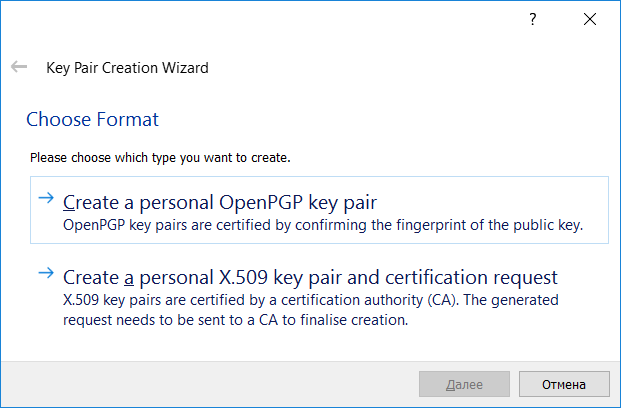 ?
Key Pair Creation Wizard
Choose Format
Please choose which type you want to create.
Create a personal OpenPGP key pair
OpenPGP key pairs are certified by confirming the fingerprint of the public key.
Create a personal X.509 key pair and certification request
X.509 key pairs are certified by a certification authority (CA). The generated
request needs to be sent to a CA to finalise creation.
Далее Отмена